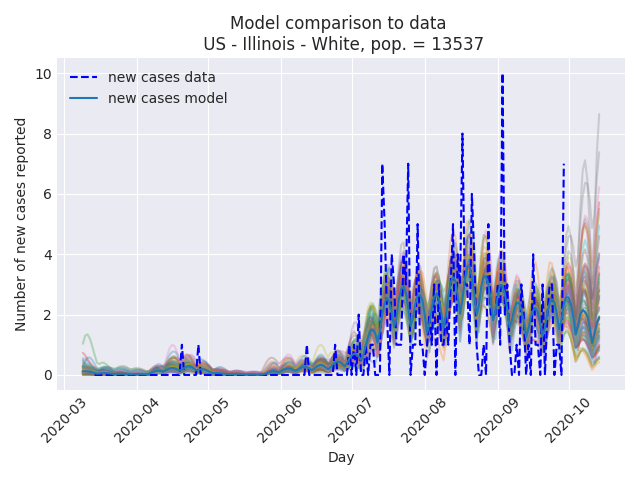 Model comparison to data
US - Illinois - White, pop. = 13537
new cases data
new cases model
Number of new cases reported
10
8
6
4
2
0
2020-03
2020-04
2020-05
2020-06
2020-07
2020-08
2020-09
2020-10
Day